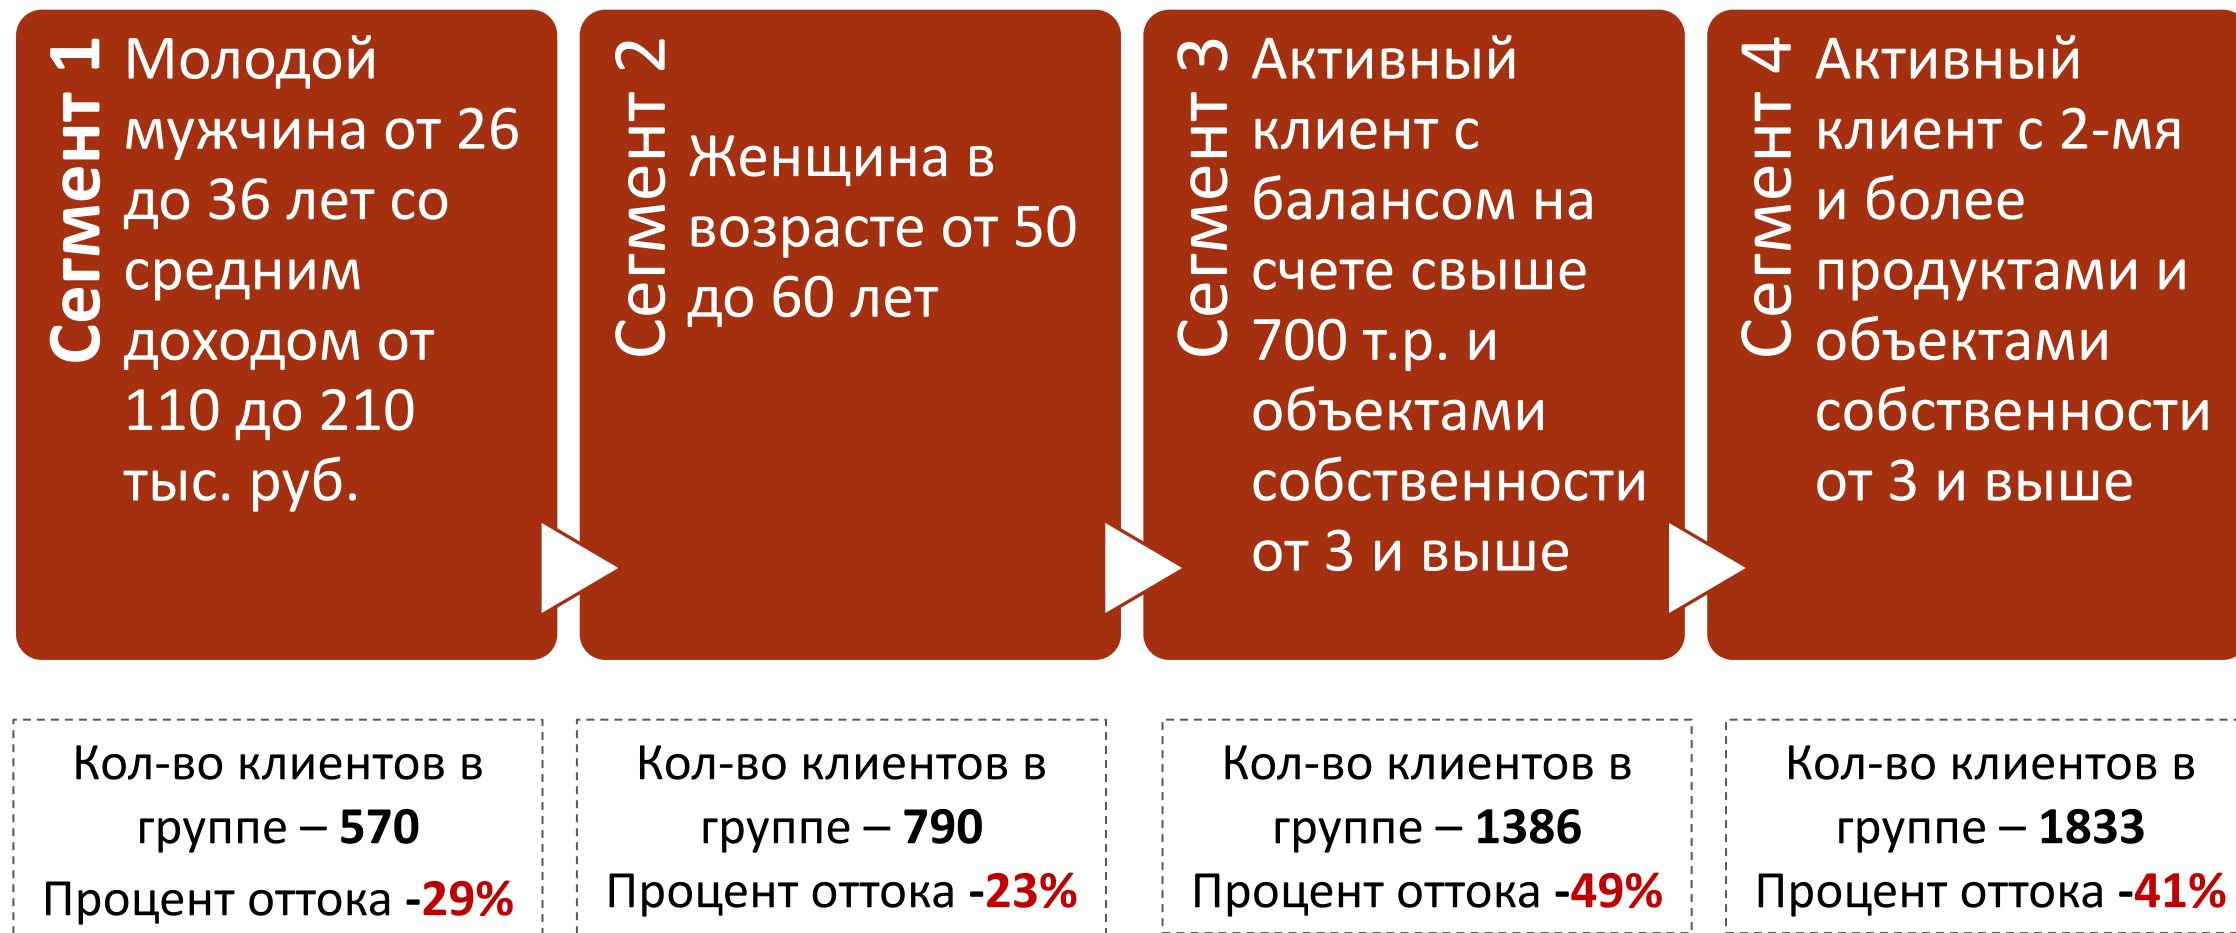 Сегмент 1
Молодой
мужчина от 26
до 36 лет со
средним
доходом от
110 до 210
тыс. руб.
Сегмент 2
Женщина в
возрасте от 50
до 60 лет
Сегмент 3
Активный
клиент с
балансом на
счете свыше
700 т.р. и
объектами
собственности
от 3 и выше
Сегмент 4
Активный
клиент с 2-мя
и более
продуктами и
объектами
собственности
от 3 и выше
Кол-во клиентов в
группе – 570
Процент оттока -29%
Кол-во клиентов в
группе – 790
Процент оттока -23%
Кол-во клиентов в
группе – 1386
Процент оттока -49%
Кол-во клиентов в
группе – 1833
Процент оттока -41%